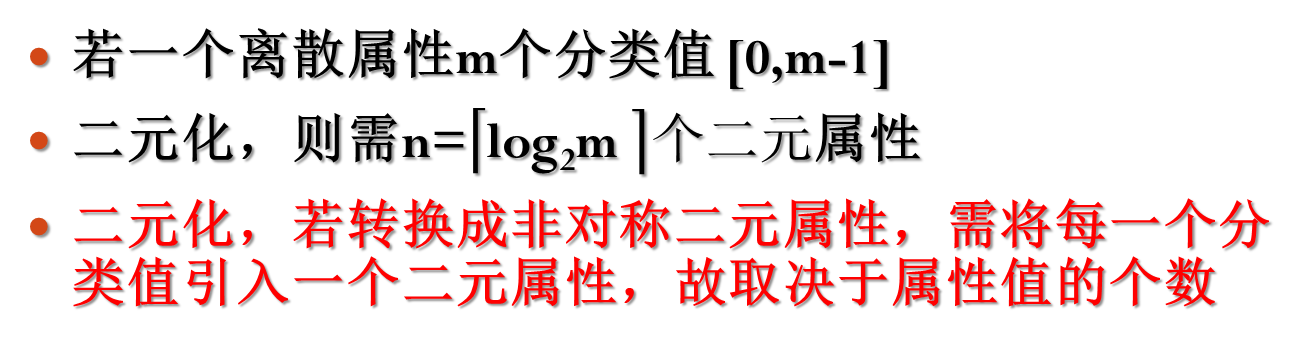 • 若一个离散属性m个分类值 [0,m-1]
• 二元化，则需n=⌈log₂m ⌉个二元属性
• 二元化，若转换成非对称二元属性，需将每一个分
类值引入一个二元属性，故取决于属性值的个数